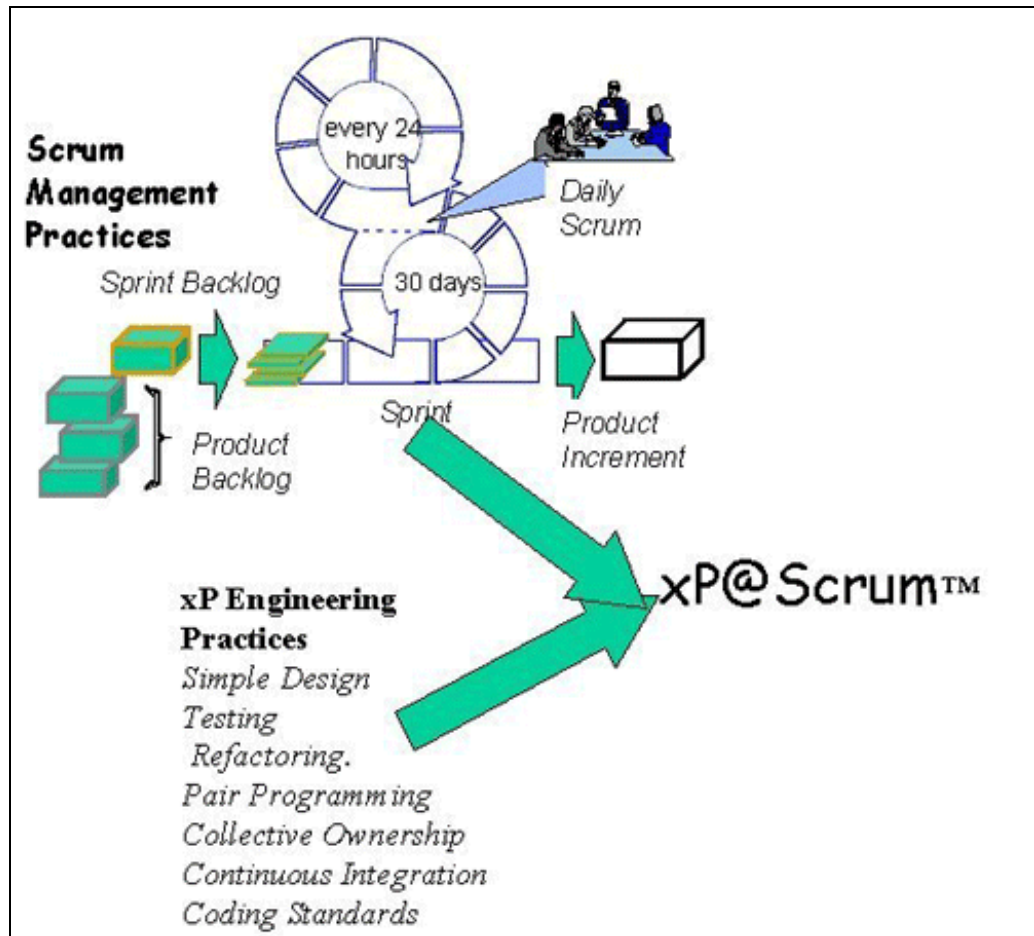 Scrum
Management
Practices
every 24
hours
Daily
Scrum
Sprint Backlog
30 days
Sprint
Product
Backlog
Product
Increment
xP@Scrum™
xP Engineering
Practices
Simple Design
Testing
Refactoring.
Pair Programming
Collective Ownership
Continuous Integration
Coding Standards